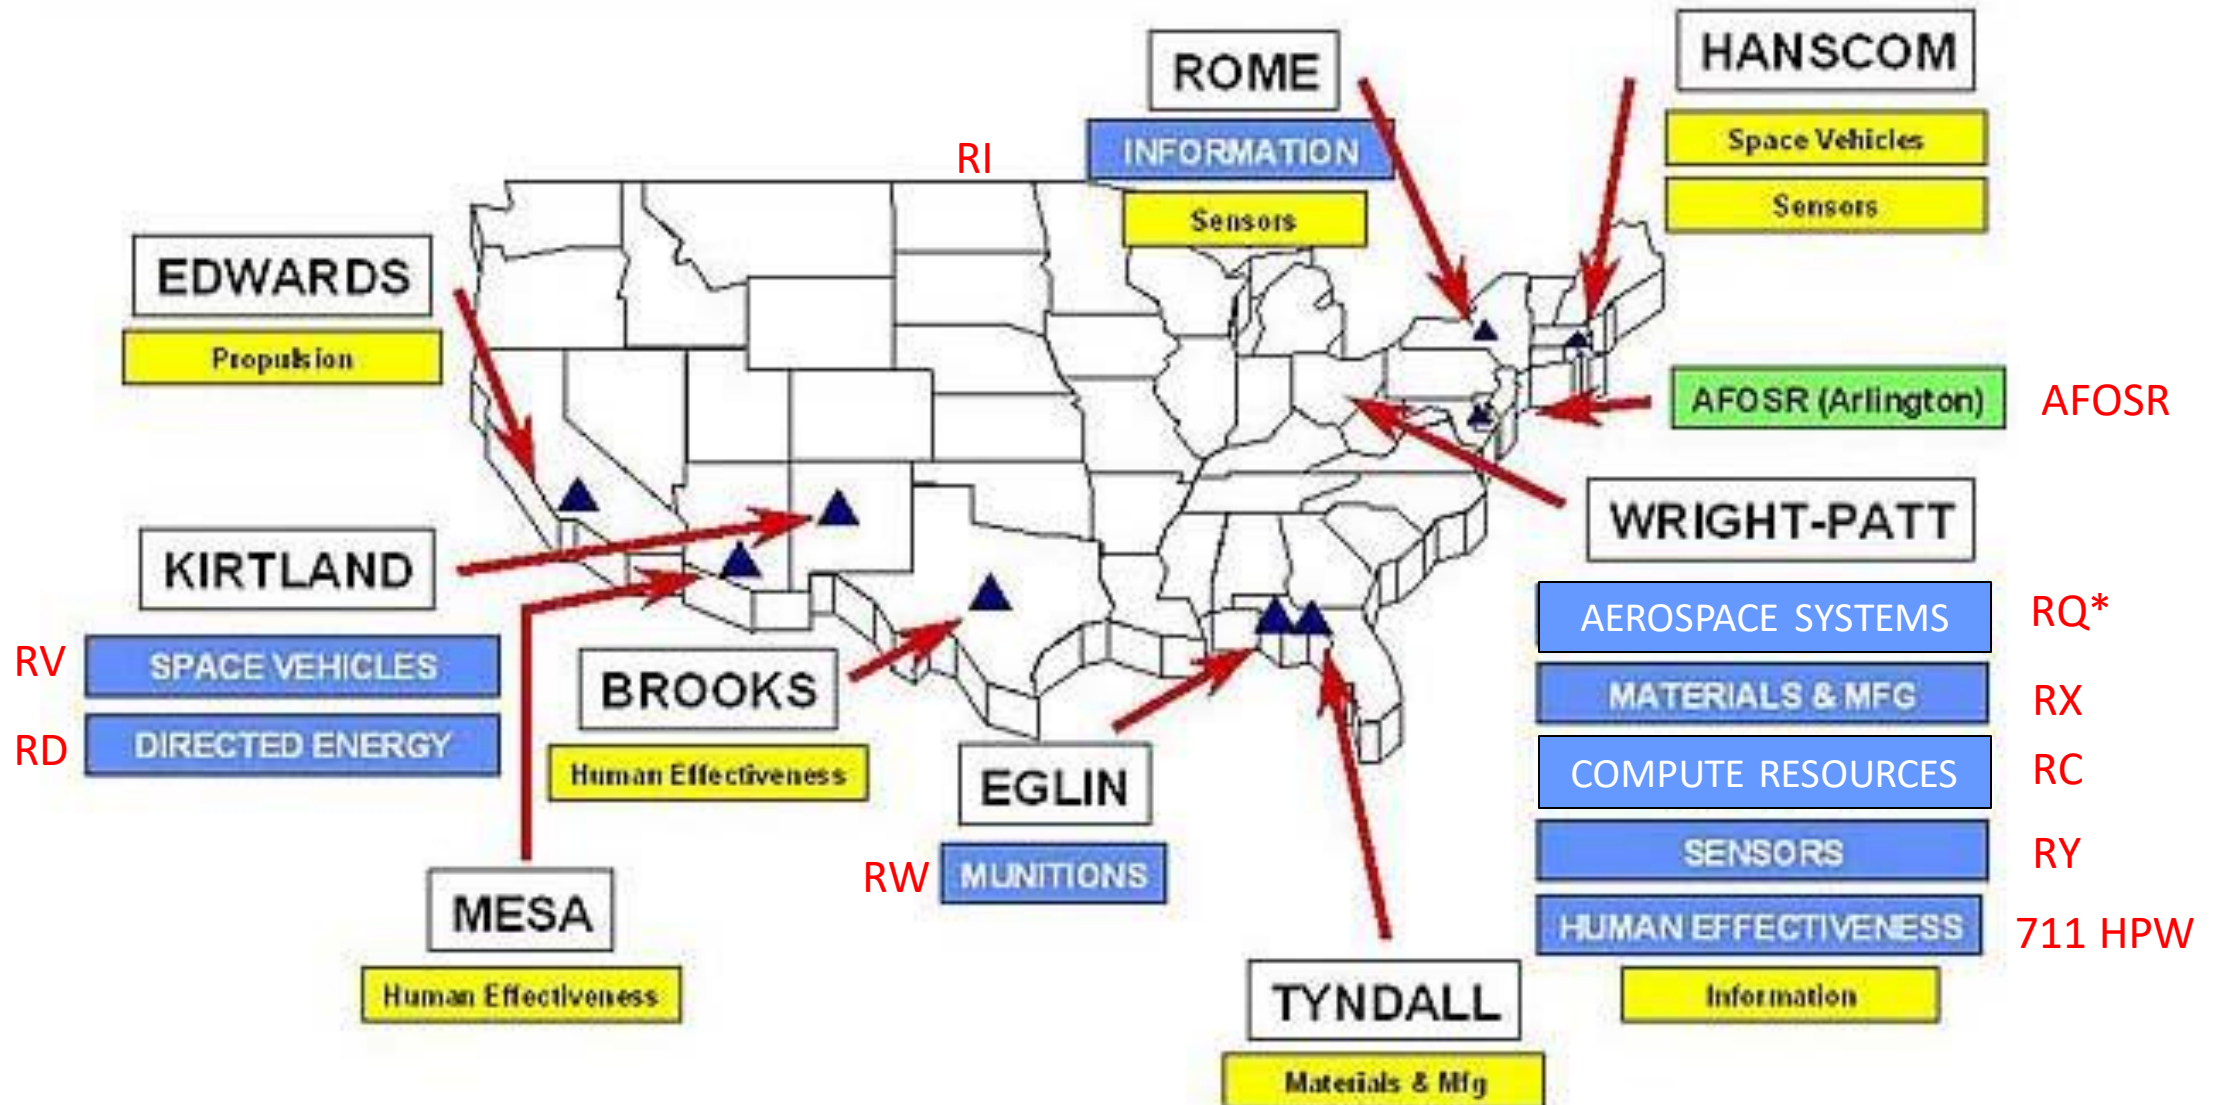 ROME
INFORMATION
RI
Sensors
HANSCOM
Space Vehicles
Sensors
EDWARDS
Propulsion
AFOSR (Arlington)
AFOSR
KIRTLAND
RV
SPACE VEHICLES
RD
DIRECTED ENERGY
BROOKS
Human Effectiveness
MESA
Human Effectiveness
EGLIN
RW
MUNITIONS
TYNDALL
Materials & Mfg
WRIGHT-PATT
AEROSPACE SYSTEMS
RQ*
MATERIALS & MFG
RX
COMPUTE RESOURCES
RC
SENSORS
RY
HUMAN EFFECTIVENESS
711 HPW
Information